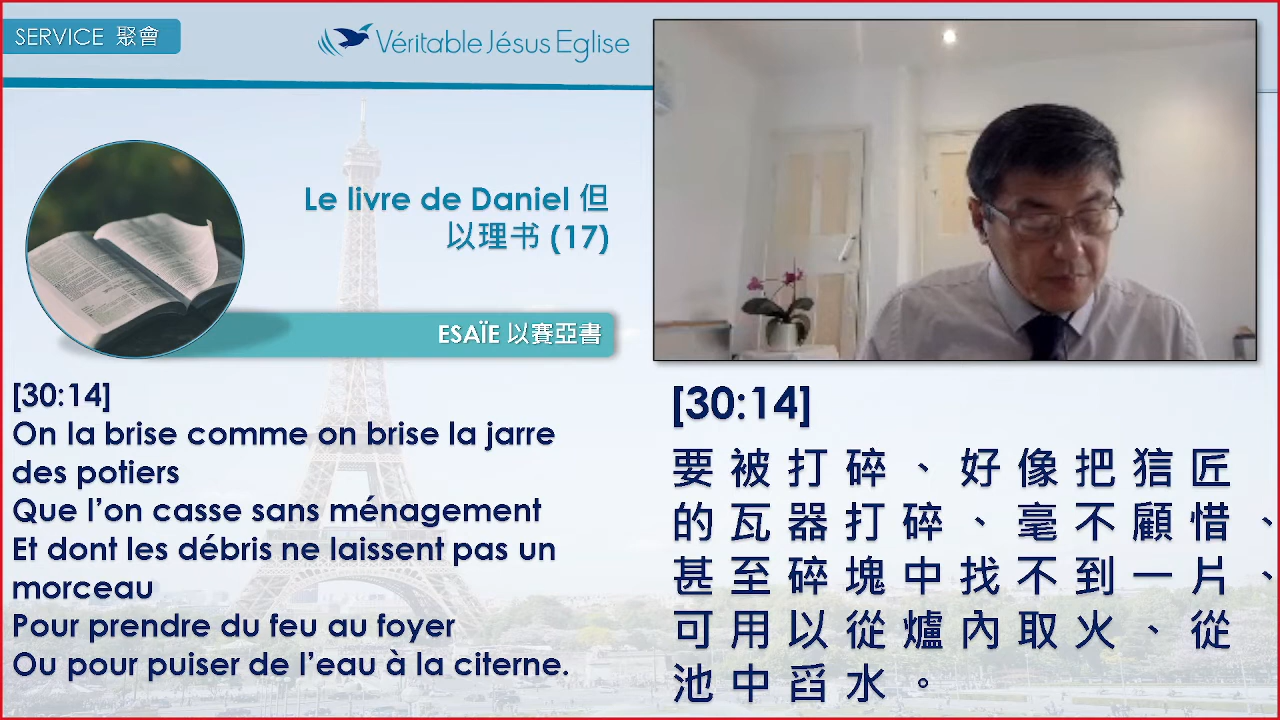 SERVICE 聚會
Véritable Jésus Eglise
Le livre de Daniel 但
以理书 (17)
ESAÏE 以賽亞書
[30:14]
On la brise comme on brise la jarre
des potiers
Que l’on casse sans ménagement
Et dont les débris ne laissent pas un
morceau
Pour prendre du feu au foyer
Ou pour puiser de l’eau à la citerne.
[30:14]
要被打碎、好像把狺匠
的瓦器打碎、毫不顧惜、
甚至碎塊中找不到一片、
可用以從爐內取火、從
池中舀水。